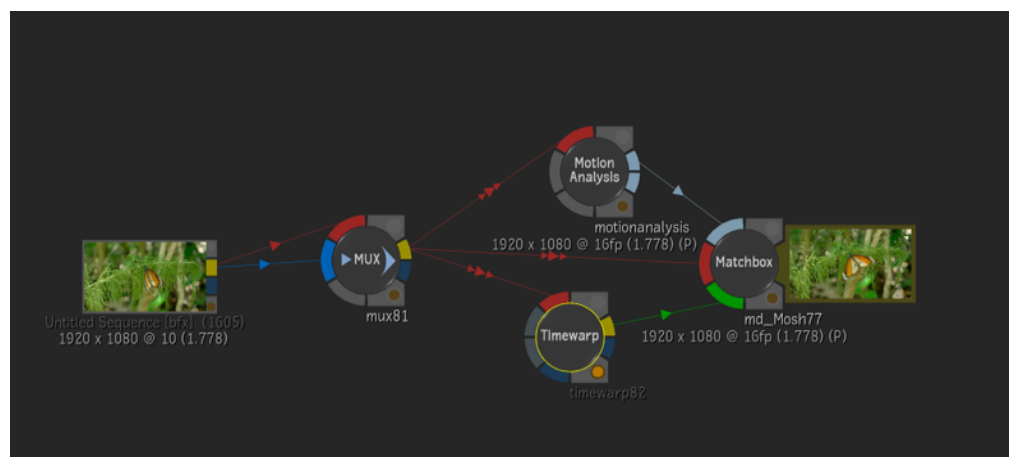 Motion
Analysis
motionanalysis
1920 x 1080 @ 16fp (1.778) (P)
MUX
mux81
Untitled Sequence [bfx] (1605)
1920 x 1080 @ 10 (1.778)
Matchbox
md_Mosh77
1920 x 1080 @ 16fp (1.778) (P)
Timewarp
timewarp82